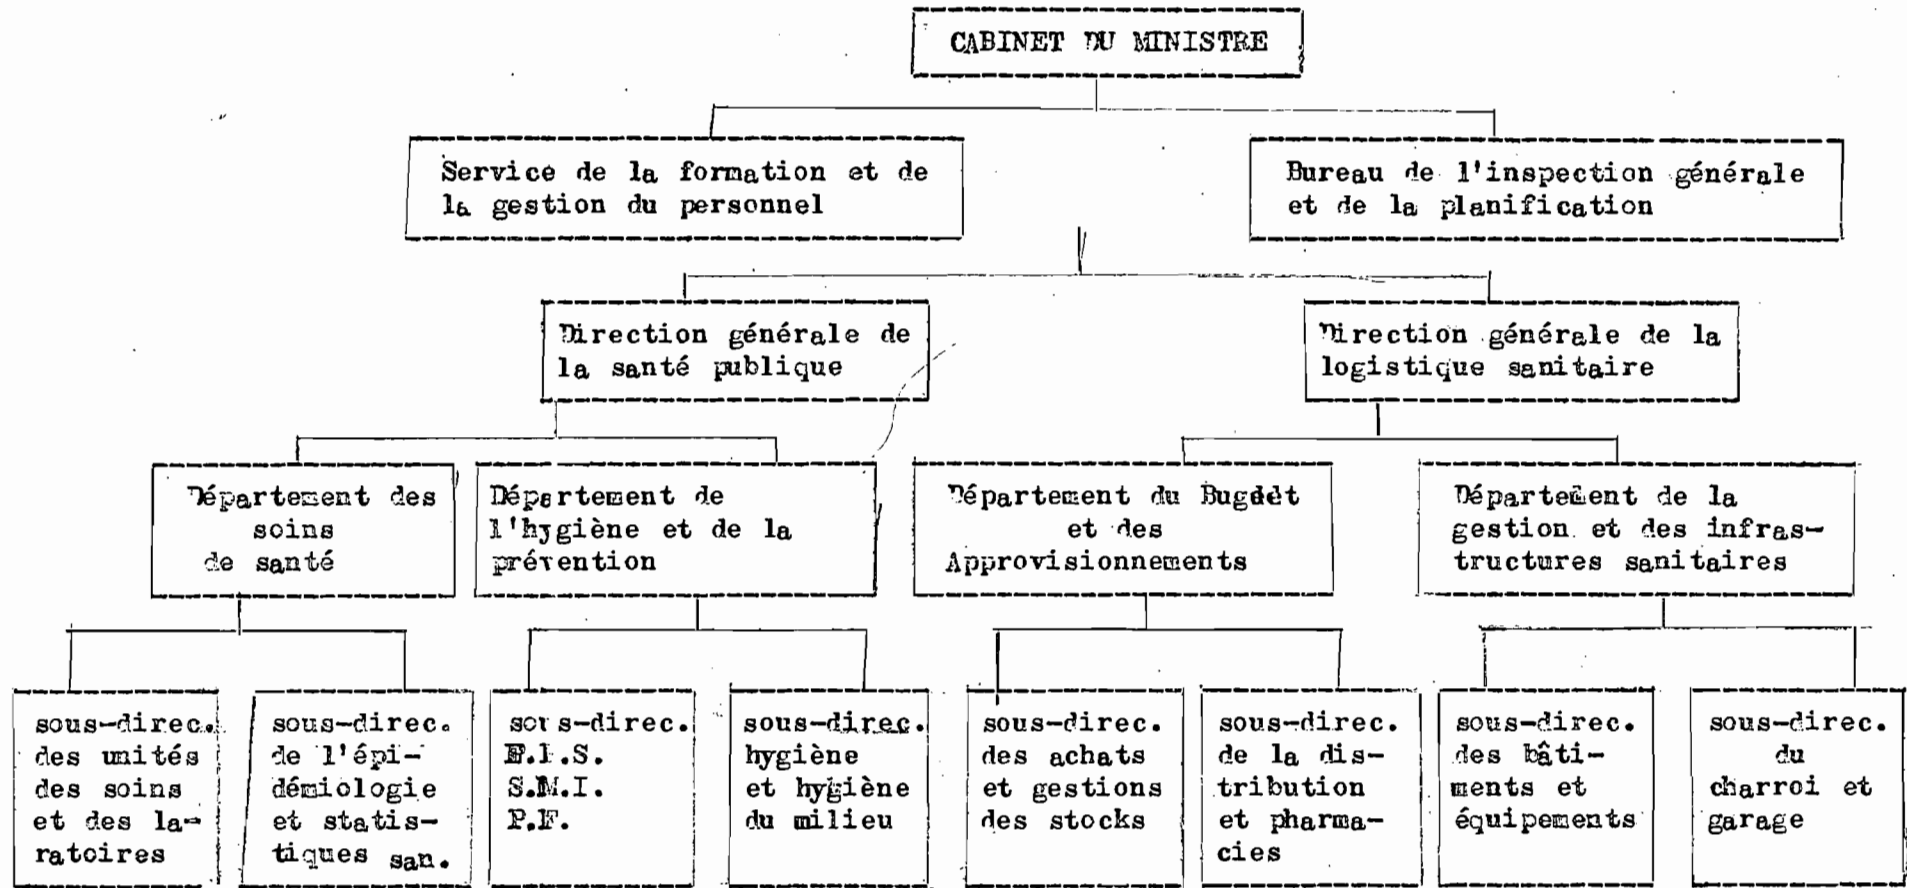 CABINET DU MINISTRE
Service de la formation et de
la gestion du personnel
Bureau de l'inspection générale
et de la planification
Direction générale de
la santé publique
Direction générale de la
logistique sanitaire
Département des
soins
de santé
Département de
l'hygiène et de la
prévention
Département du Bugdèt
et des
Approvisionnements
Département de la
gestion et des infras-
tructures sanitaires
sous-direc.
des unités
des soins
et des la-
ratoires
sous-direc.
de l'épi-
démiologie
et statis-
tiques san.
sous-direc.
E.I.S.
S.M.I.
P.F.
sous-direc.
hygiène
et hygiène
du milieu
sous-direc.
des achats
et gestions
des stocks
sous-direc.
de la dis-
tribution
et pharma-
cies
sous-direc.
des bâti-
ments et
équipements
sous-direc.
du
charroi et
garage